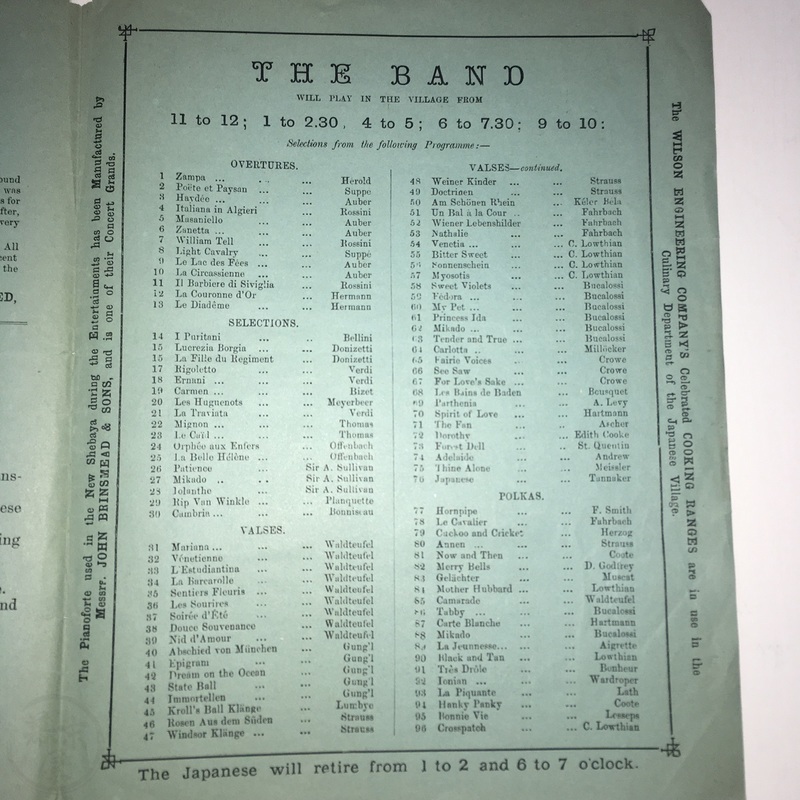 THE BAND
WILL PLAY IN THE VILLAGE FROM
11 to 12; 1 to 2.30, 4 to 5; 6 to 7.30; 9 to 10:
Selections from the following Programme:—
OVERTURES.
1 Zampa ... ... ... Herold
2 Poëte et Paysan ... ... Suppe
3 Haydée ... ... ... Auber
4 Italiana in Algieri ... Rossini
5 Masaniello ... ... Auber
6 Zanetta ... ... ... Auber
7 William Tell ... ... Rossini
8 Light Cavalry ... ... Suppe
9 Le Lac des Fées ... ... Auber
10 La Circassienne ... ... Auber
11 Il Barbiere di Siviglia ... Rossini
12 La Couronne d'Or ... Hermann
13 Le Diadême ... ... Hermann
SELECTIONS.
14 I Puritani ... ... Bellini
15 Lucrezia Borgia ... ... Donizetti
15 La Fille du Regiment ... Donizetti
17 Rigoletto ... ... Verdi
18 Ernani ... ... ... Verdi
19 Carmen ... ... ... Bizet
20 Les Huguenots ... ... Meyerbeer
21 La Traviata ... ... Verdi
22 Mignon ... ... ... Thomas
23 Le Caïd ... ... ... Thomas
24 Orphée aux Enfers ... Offenbach
25 La Belle Hélène ... ... Offenbach
26 Patience ... Sir A. Sullivan
27 Mikado .. .. Sir A. Sullivan
28 Iolanthe ... Sir A. Sullivan
29 Rip Van Winkle ... ... Planquette
30 Cambria ... ... ... Bonniseau
VALSES.
31 Mariana ... ... ... Waldteufel
32 Vénetienne ... ... Waldteufel
33 L'Estudiantina ... ... Waldteufel
34 La Barcarolle ... ... Waldteufel
35 Sentiers Fleuris ... ... Waldteufel
36 Les Sourires ... ... Waldteufel
37 Soirée d'Été ... ... Waldteufel
38 Douce Souvenance ... Waldteufel
39 Nid d'Amour ... ... Waldteufel
40 Abschied von München ... Gung'l
41 Epigram ... ... Gung'l
42 Dream on the Ocean ... Gung'l
43 State Ball ... ... Gung'l
44 Immortellen ... ... Gung'l
45 Kroll's Ball Klänge ... Lumbye
46 Rosen Aus dem Süden ... Strauss
47 Windsor Klänge ... ... Strauss
VALSES—continued.
48 Weiner Kinder ... ... Strauss
49 Doctrinen ... ... Strauss
50 Am Schönen Rhein ... Kéler Bela
51 Un Bal à la Cour .. ... Fahrbach
52 Wiener Lebensbilder ... Fahrbach
53 Nathalie ... ... Fahrbach
54 Venetia ... ... ... C. Lowthian
55 Bitter Sweet ... ... C. Lowthian
56 Sonnenschein ... ... C. Lowthian
57 Myosotis ... ... C. Lowthian
58 Sweet Violets ... ... Bucalossi
59 Fédora ... ... ... Bucalossi
60 My Pet ... ... ... Bucalossi
61 Princess Ida ... ... Bucalossi
62 Mikado ... ... ... Bucalossi
63 Tender and True ... ... Bucalossi
64 Carlotta .. ... ... Millöcker
65 Fairie Voices ... ... Crowe
66 See Saw ... ... Crowe
67 For Love's Sake ... ... Crowe
68 Les Bains de Baden ... Bousquet
69 Parthenia ... ... A. Levy
70 Spirit of Love ... ... Hartmann
71 The Fan ... ... Ascher
72 Dorothy ... ... Edith Cooke
73 Forest Dell ... ... St. Quentin
74 Adelaide ... ... Andrew
75 Thine Alone ... ... Meissler
76 Japanese ... ... Tannaker
POLKAS.
77 Hornpipe ... ... F. Smith
78 Le Cavalier ... ... Fahrbach
79 Cuckoo and Cricket ... Herzog
80 Annen ... ... ... Strauss
81 Now and Then ... ... Coote
82 Merry Bells ... ... D. Godfrey
83 Gelächter ... ... Muscat
84 Mother Hubbard ... ... Lowthian
85 Camarade ... ... Waldteufel
86 Tabby ... ... ... Bucalossi
87 Carte Blanche ... ... Hartmann
88 Mikado ... ... Bucalossi
89 La Jeunnesse... ... Aigrette
90 Black and Tan ... ... Lowthian
91 Très Drôle ... ... Bonheur
92 Ionian ... ... ... Wardroper
93 La Piquante ... ... Lath
94 Hanky Panky ... ... Coote
95 Bonnie Vie ... ... Lesseps
96 Crosspatch ... ... C. Lowthian
The Japanese will retire from 1 to 2 and 6 to 7 o'clock.
The Pianoforte used in the New Shebaya during the Entertainments has been Manufactured by
Messrs. JOHN BRINSMEAD & SONS, and is one of their Concert Grands.
The WILSON ENGINEERING COMPANY'S Celebrated COOKING RANGES are in use in the
Culinary Department of the Japanese Village.